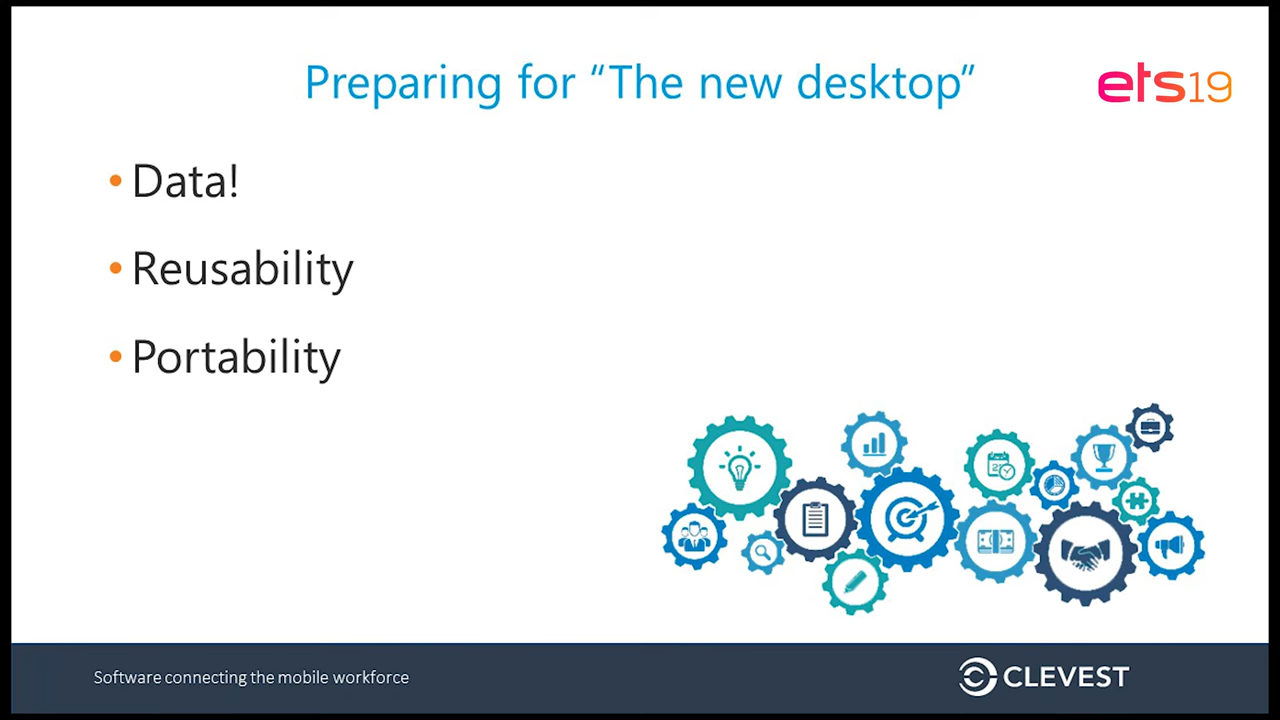 Preparing for “The new desktop”
ets19
• Data!
• Reusability
• Portability
Software connecting the mobile workforce
CLEVEST